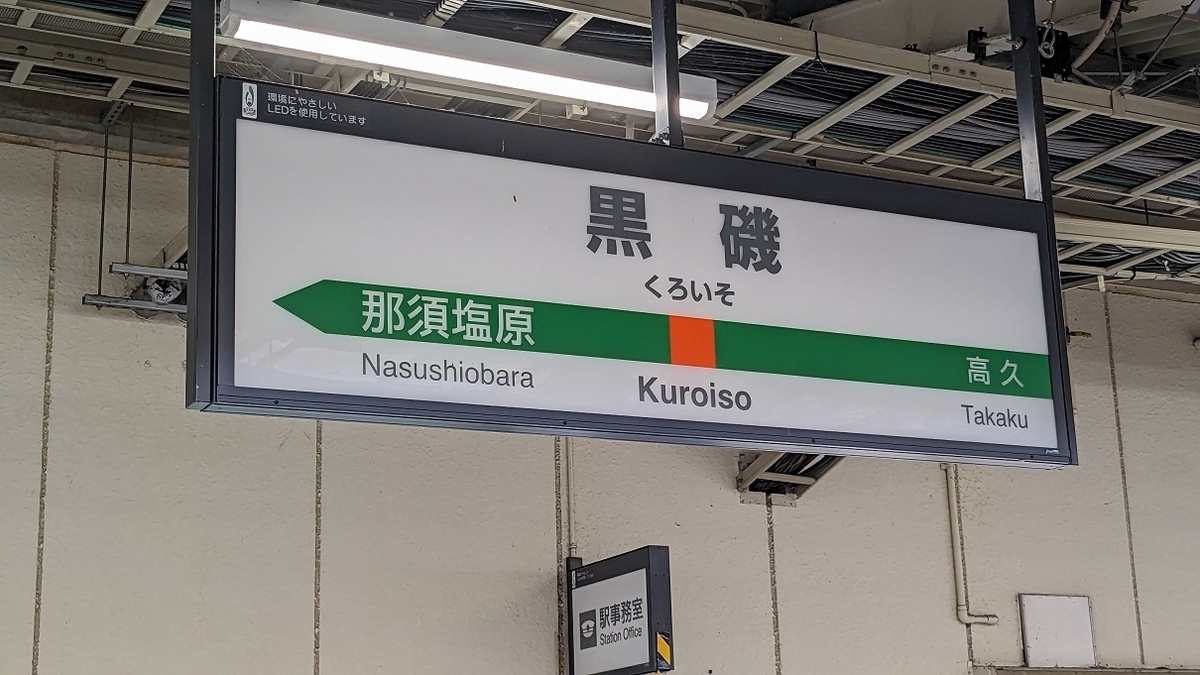 環境にやさしい
LEDを使用しています
黒磯
くろいそ
那須塩原
高久
Nasushiobara
Kuroiso
Takaku
駅事務室
Station Office